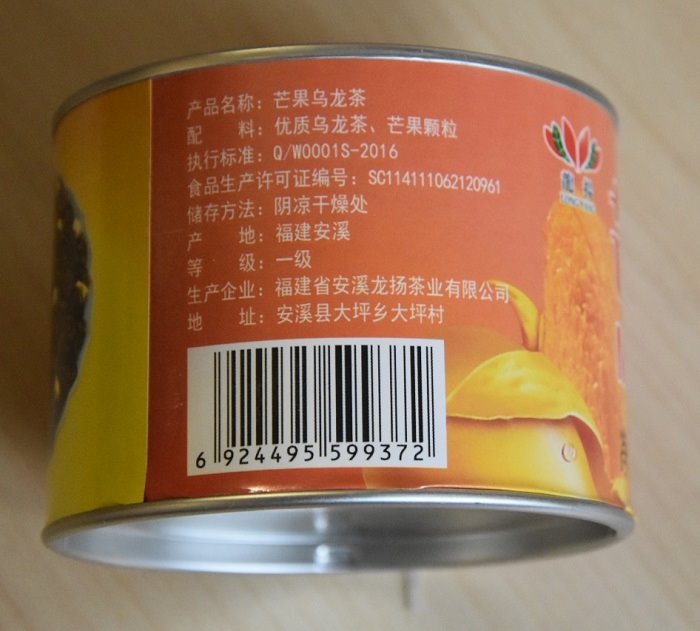 产品名称：芒果乌龙茶
配 料：优质乌龙茶、芒果颗粒
执行标准：Q/W0001S-2016
食品生产许可证编号：SC114111062120961
储存方法：阴凉干燥处
产 地：福建安溪
等 级：一级
生产企业：福建省安溪龙扬茶业有限公司
地 址：安溪县大坪乡大坪村
6 924495 599372